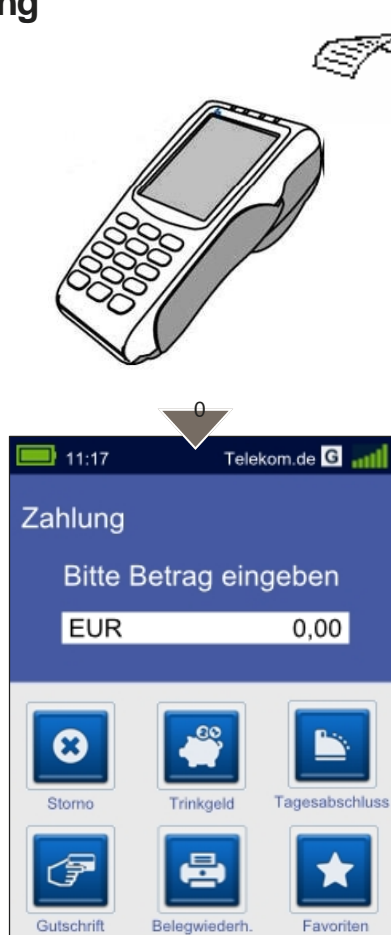 ng
0
11:17 Telekom.de G
Zahlung
Bitte Betrag eingeben
EUR 0,00
Storno Trinkgeld Tagesabschluss
Gutschrift Belegwiederh. Favoriten